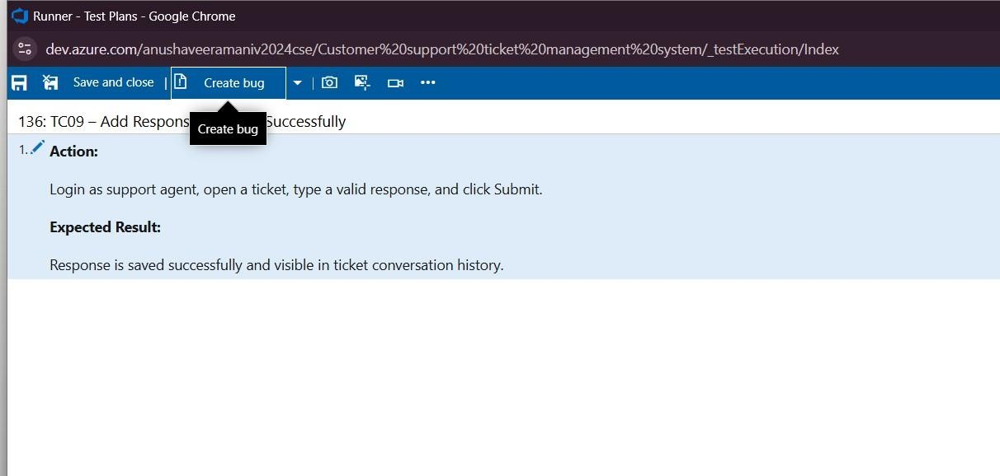 Runner - Test Plans - Google Chrome
dev.azure.com/anushaveeramaniv2024cse/Customer%20support%20ticket%20management%20system/_testExecution/Index
Save and close | Create bug
136: TC09 – Add Respons Successfully
Create bug
1. Action:
Login as support agent, open a ticket, type a valid response, and click Submit.
Expected Result:
Response is saved successfully and visible in ticket conversation history.